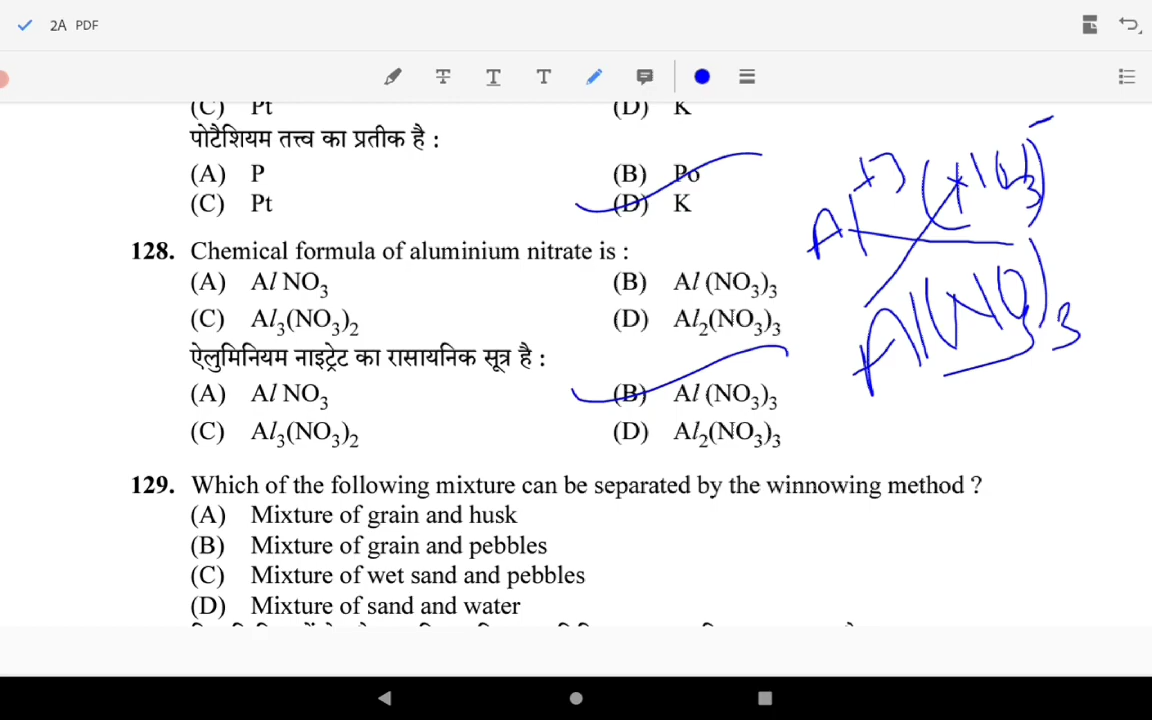 2A PDF
(C) Pt (D) K
पोटैशियम तत्त्व का प्रतीक है :
(A) P (B) Po
(C) Pt (D) K
128. Chemical formula of aluminium nitrate is :
(A) Al NO3 (B) Al (NO3)3
(C) Al3(NO3)2 (D) Al2(NO3)3
ऐलुमिनियम नाइट्रेट का रासायनिक सूत्र है :
(A) Al NO3 (B) Al (NO3)3
(C) Al3(NO3)2 (D) Al2(NO3)3
Al+3 (NO3)-
Al(NO3)3
129. Which of the following mixture can be separated by the winnowing method ?
(A) Mixture of grain and husk
(B) Mixture of grain and pebbles
(C) Mixture of wet sand and pebbles
(D) Mixture of sand and water